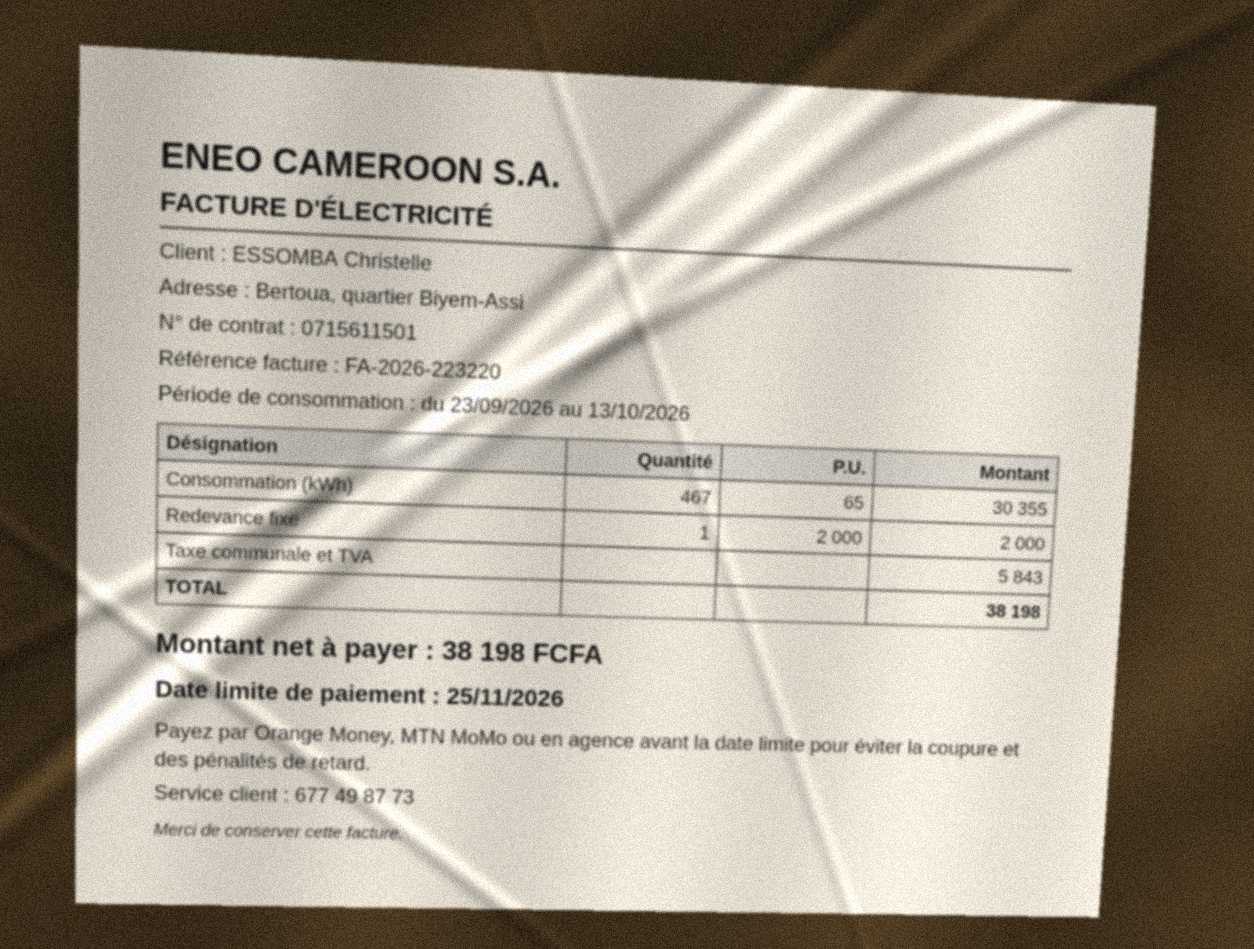 ENEO CAMEROON S.A.
FACTURE D'ÉLECTRICITÉ
Client : ESSOMBA Christelle
Adresse : Bertoua, quartier Biyem-Assi
N° de contrat : 0715611501
Référence facture : FA-2026-223220
Période de consommation : du 23/09/2026 au 13/10/2026
Désignation Quantité P.U. Montant
Consommation (kWh) 467 65 30 355
Redevance fixe 1 2 000 2 000
Taxe communale et TVA 5 843
TOTAL 38 198
Montant net à payer : 38 198 FCFA
Date limite de paiement : 25/11/2026
Payez par Orange Money, MTN MoMo ou en agence avant la date limite pour éviter la coupure et
des pénalités de retard.
Service client : 677 49 87 73
Merci de conserver cette facture.